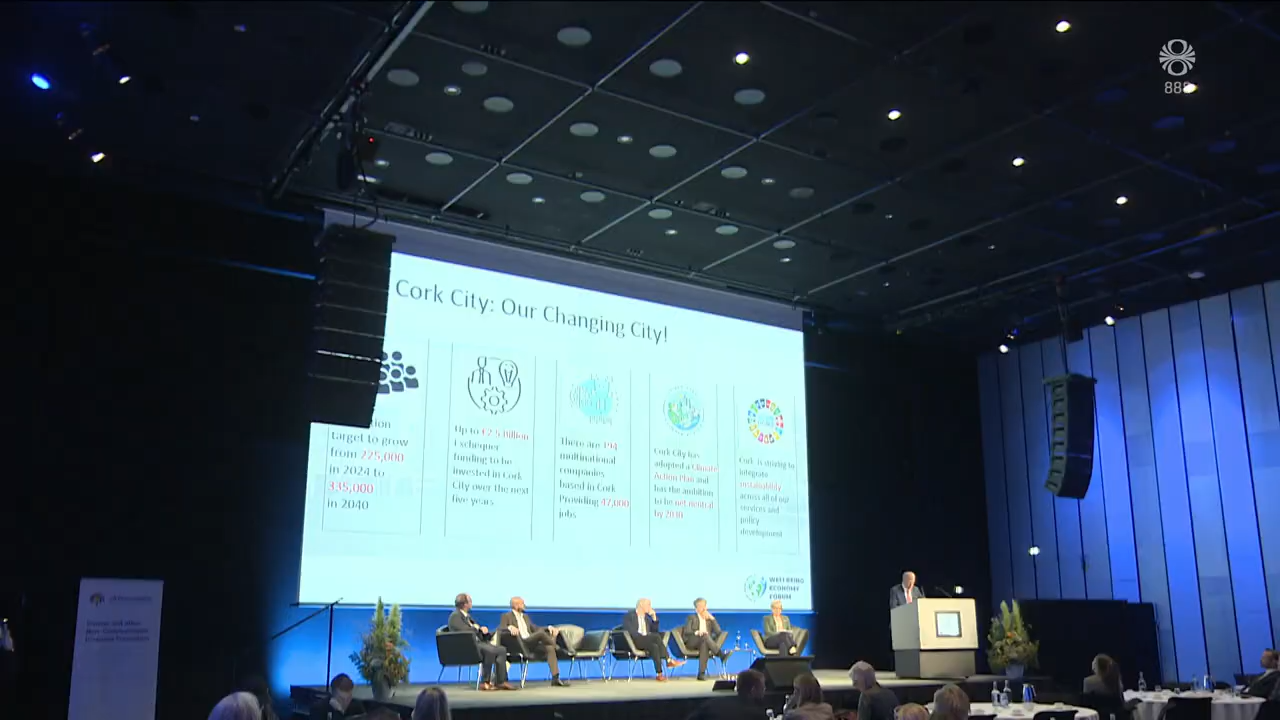 888
Cork City: Our Changing City!
target to grow
from 225,000
in 2024 to
335,000
in 2040
Up to €2.5 Billion
Exchequer
funding to be
invested in Cork
City over the next
five years
There are 194
multinational
companies
based in Cork
Providing 47,000
jobs
Cork City has
adopted a Climate
Action Plan and
has the ambition
to be net neutral
by 2030
Cork is striving to
integrate
sustainability
across all of our
services and
policy
development
WELLBEING
ECONOMY
FORUM